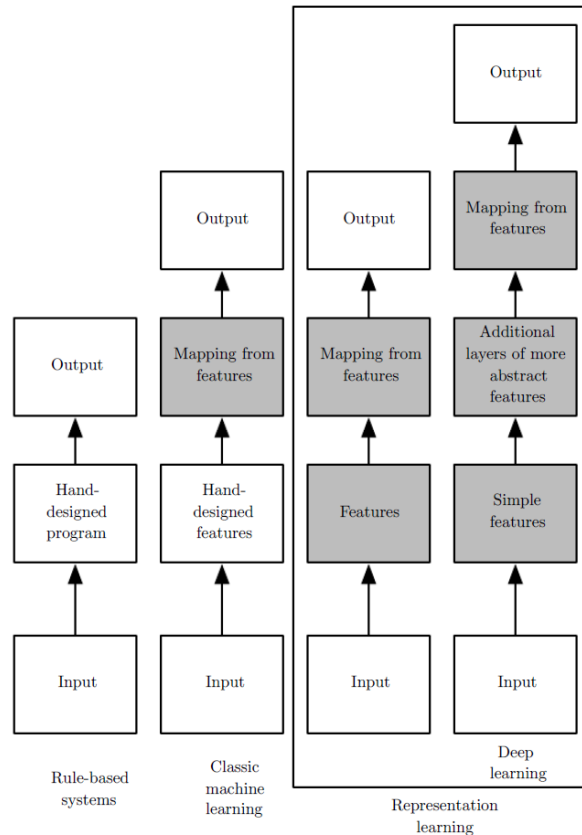 Output
Output
Mapping from
features
Output
Output
Mapping from
features
Mapping from
features
Additional
layers of more
abstract
features
Hand-
designed
program
Hand-
designed
features
Features
Simple
features
Input
Input
Input
Input
Rule-based
systems
Classic
machine
learning
Deep
learning
Representation
learning